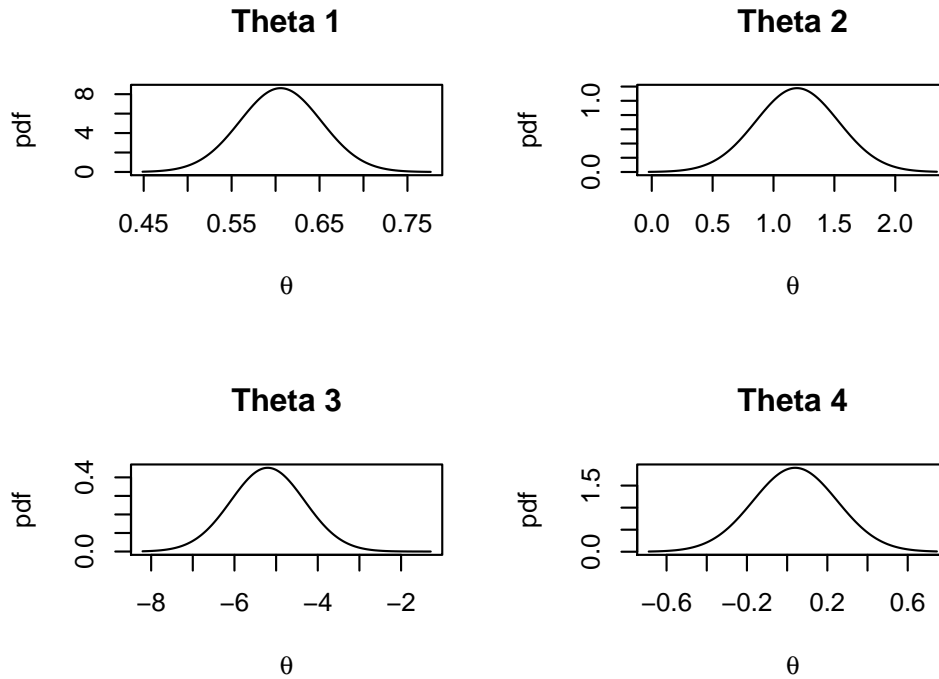 Theta 1
pdf
0 4 8
0.45 0.55 0.65 0.75
θ
Theta 2
pdf
0.0 1.0
0.0 0.5 1.0 1.5 2.0
θ
Theta 3
pdf
0.0 0.4
−8 −6 −4 −2
θ
Theta 4
pdf
0.0 1.5
−0.6 −0.2 0.2 0.6
θ